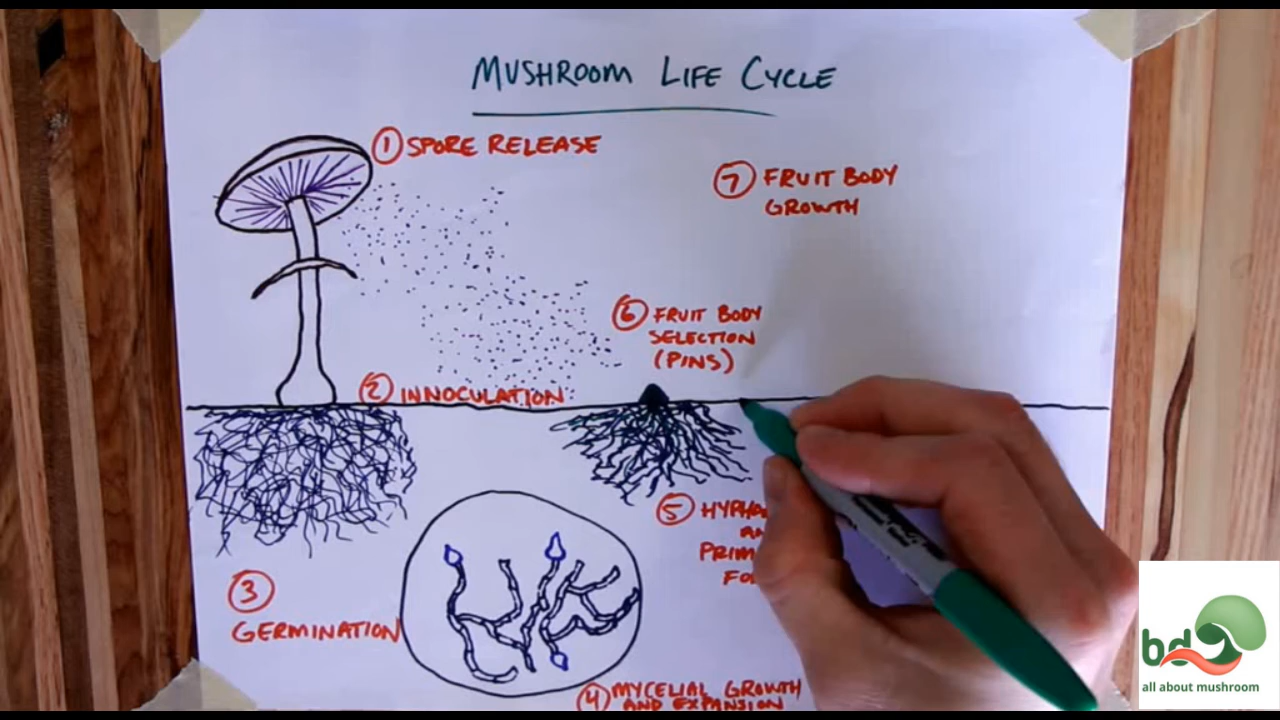 MUSHROOM LIFE CYCLE
① SPORE RELEASE
⑦ FRUIT BODY
GROWTH
⑥ FRUIT BODY
SELECTION
(PINS)
② INNOCULATION
⑤
③
GERMINATION
④ MYCELIAL GROWTH
AND EXPANSION
bd
all about mushroom